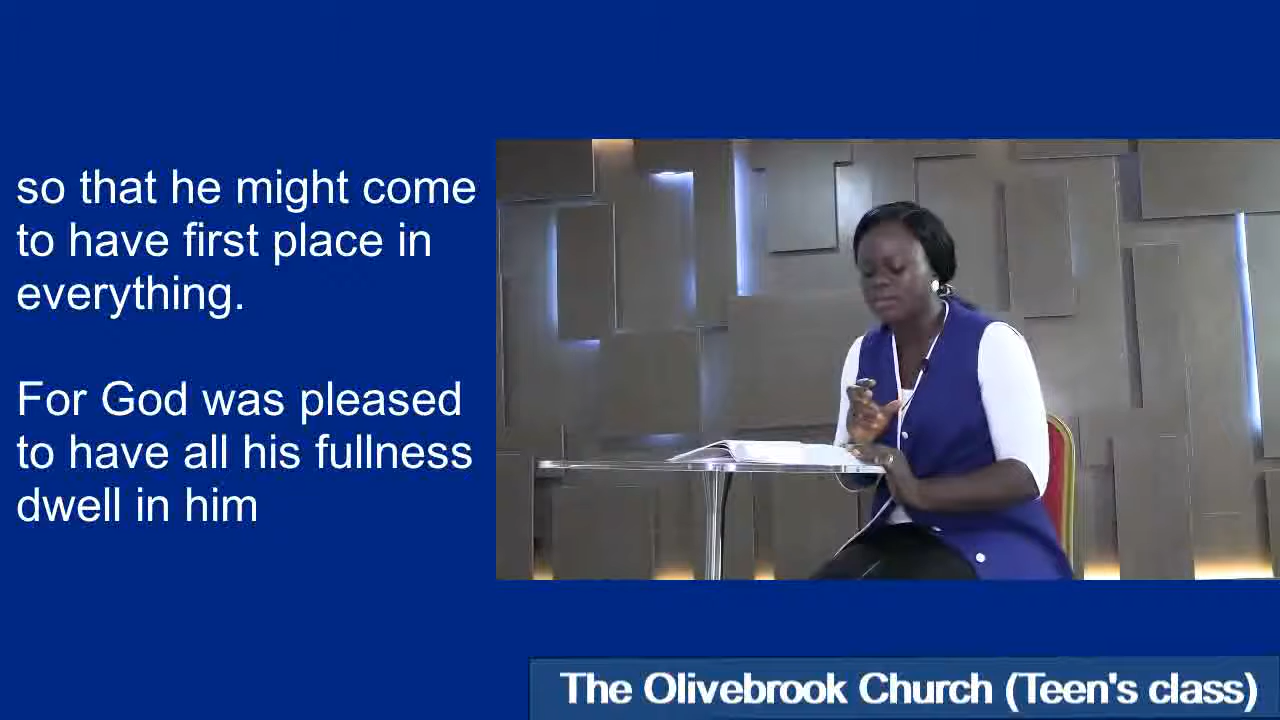 so that he might come
to have first place in
everything.
For God was pleased
to have all his fullness
dwell in him
The Olivebrook Church (Teen's class)